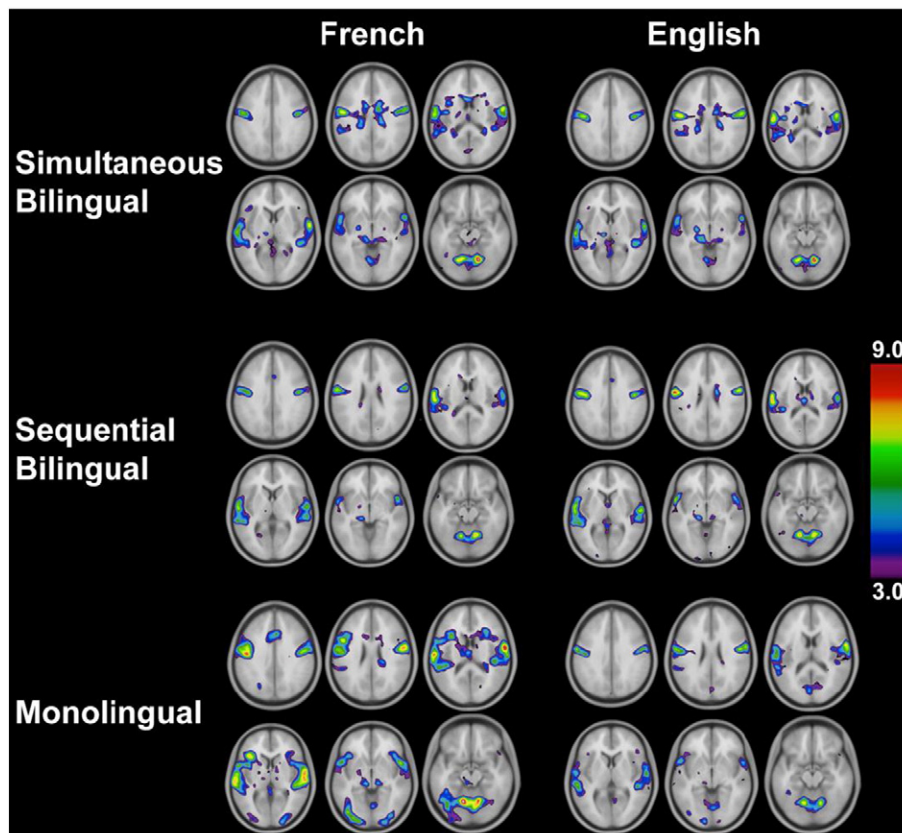 French
English
Simultaneous
Bilingual
Sequential
Bilingual
9.0
3.0
Monolingual